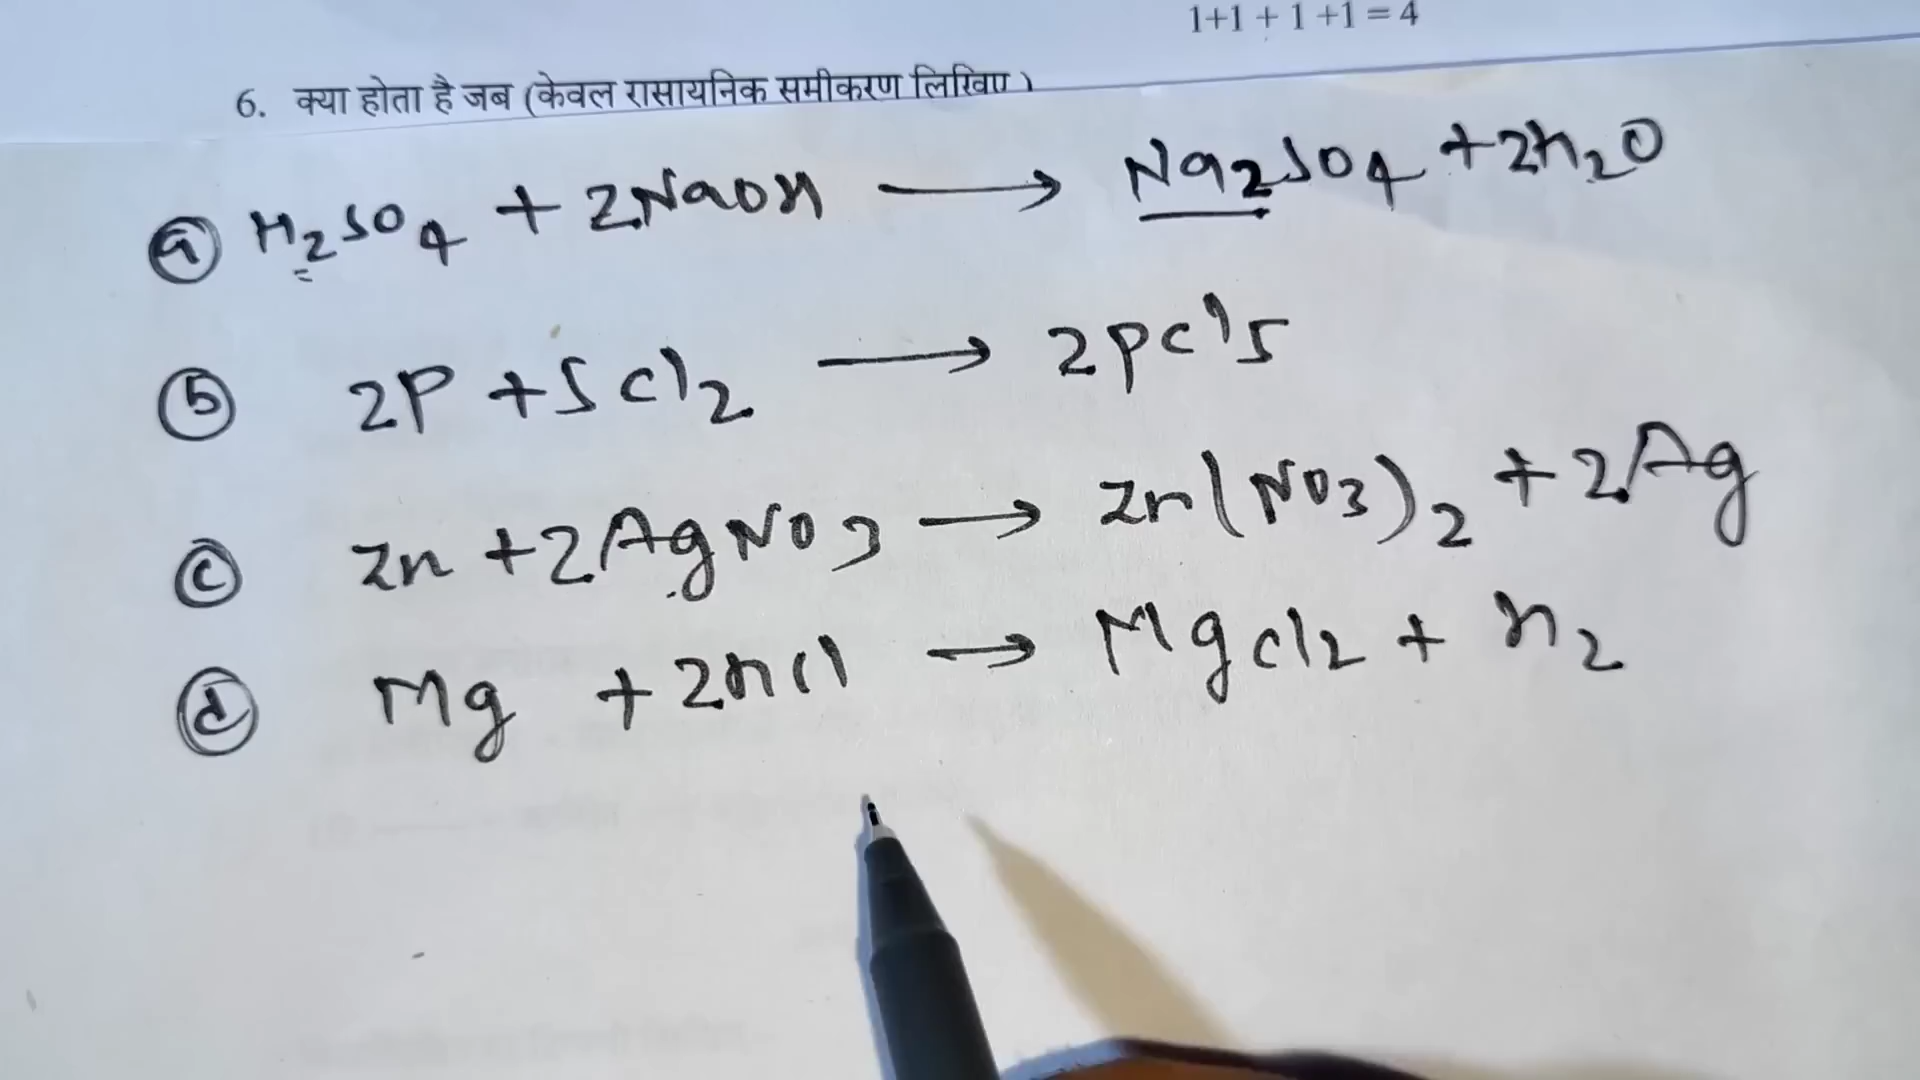 1+1 + 1 +1 = 4
6. क्या होता है जब (केवल रासायनिक समीकरण लिखिए )
(a) H₂SO₄ + 2NaOH ⟶ Na₂SO₄ + 2H₂O
(b) 2P + 5Cl₂ ⟶ 2PCl5
(c) Zn + 2AgNO₃ ⟶ Zn(NO₃)₂ + 2Ag
(d) Mg + 2HCl ⟶ MgCl₂ + H₂